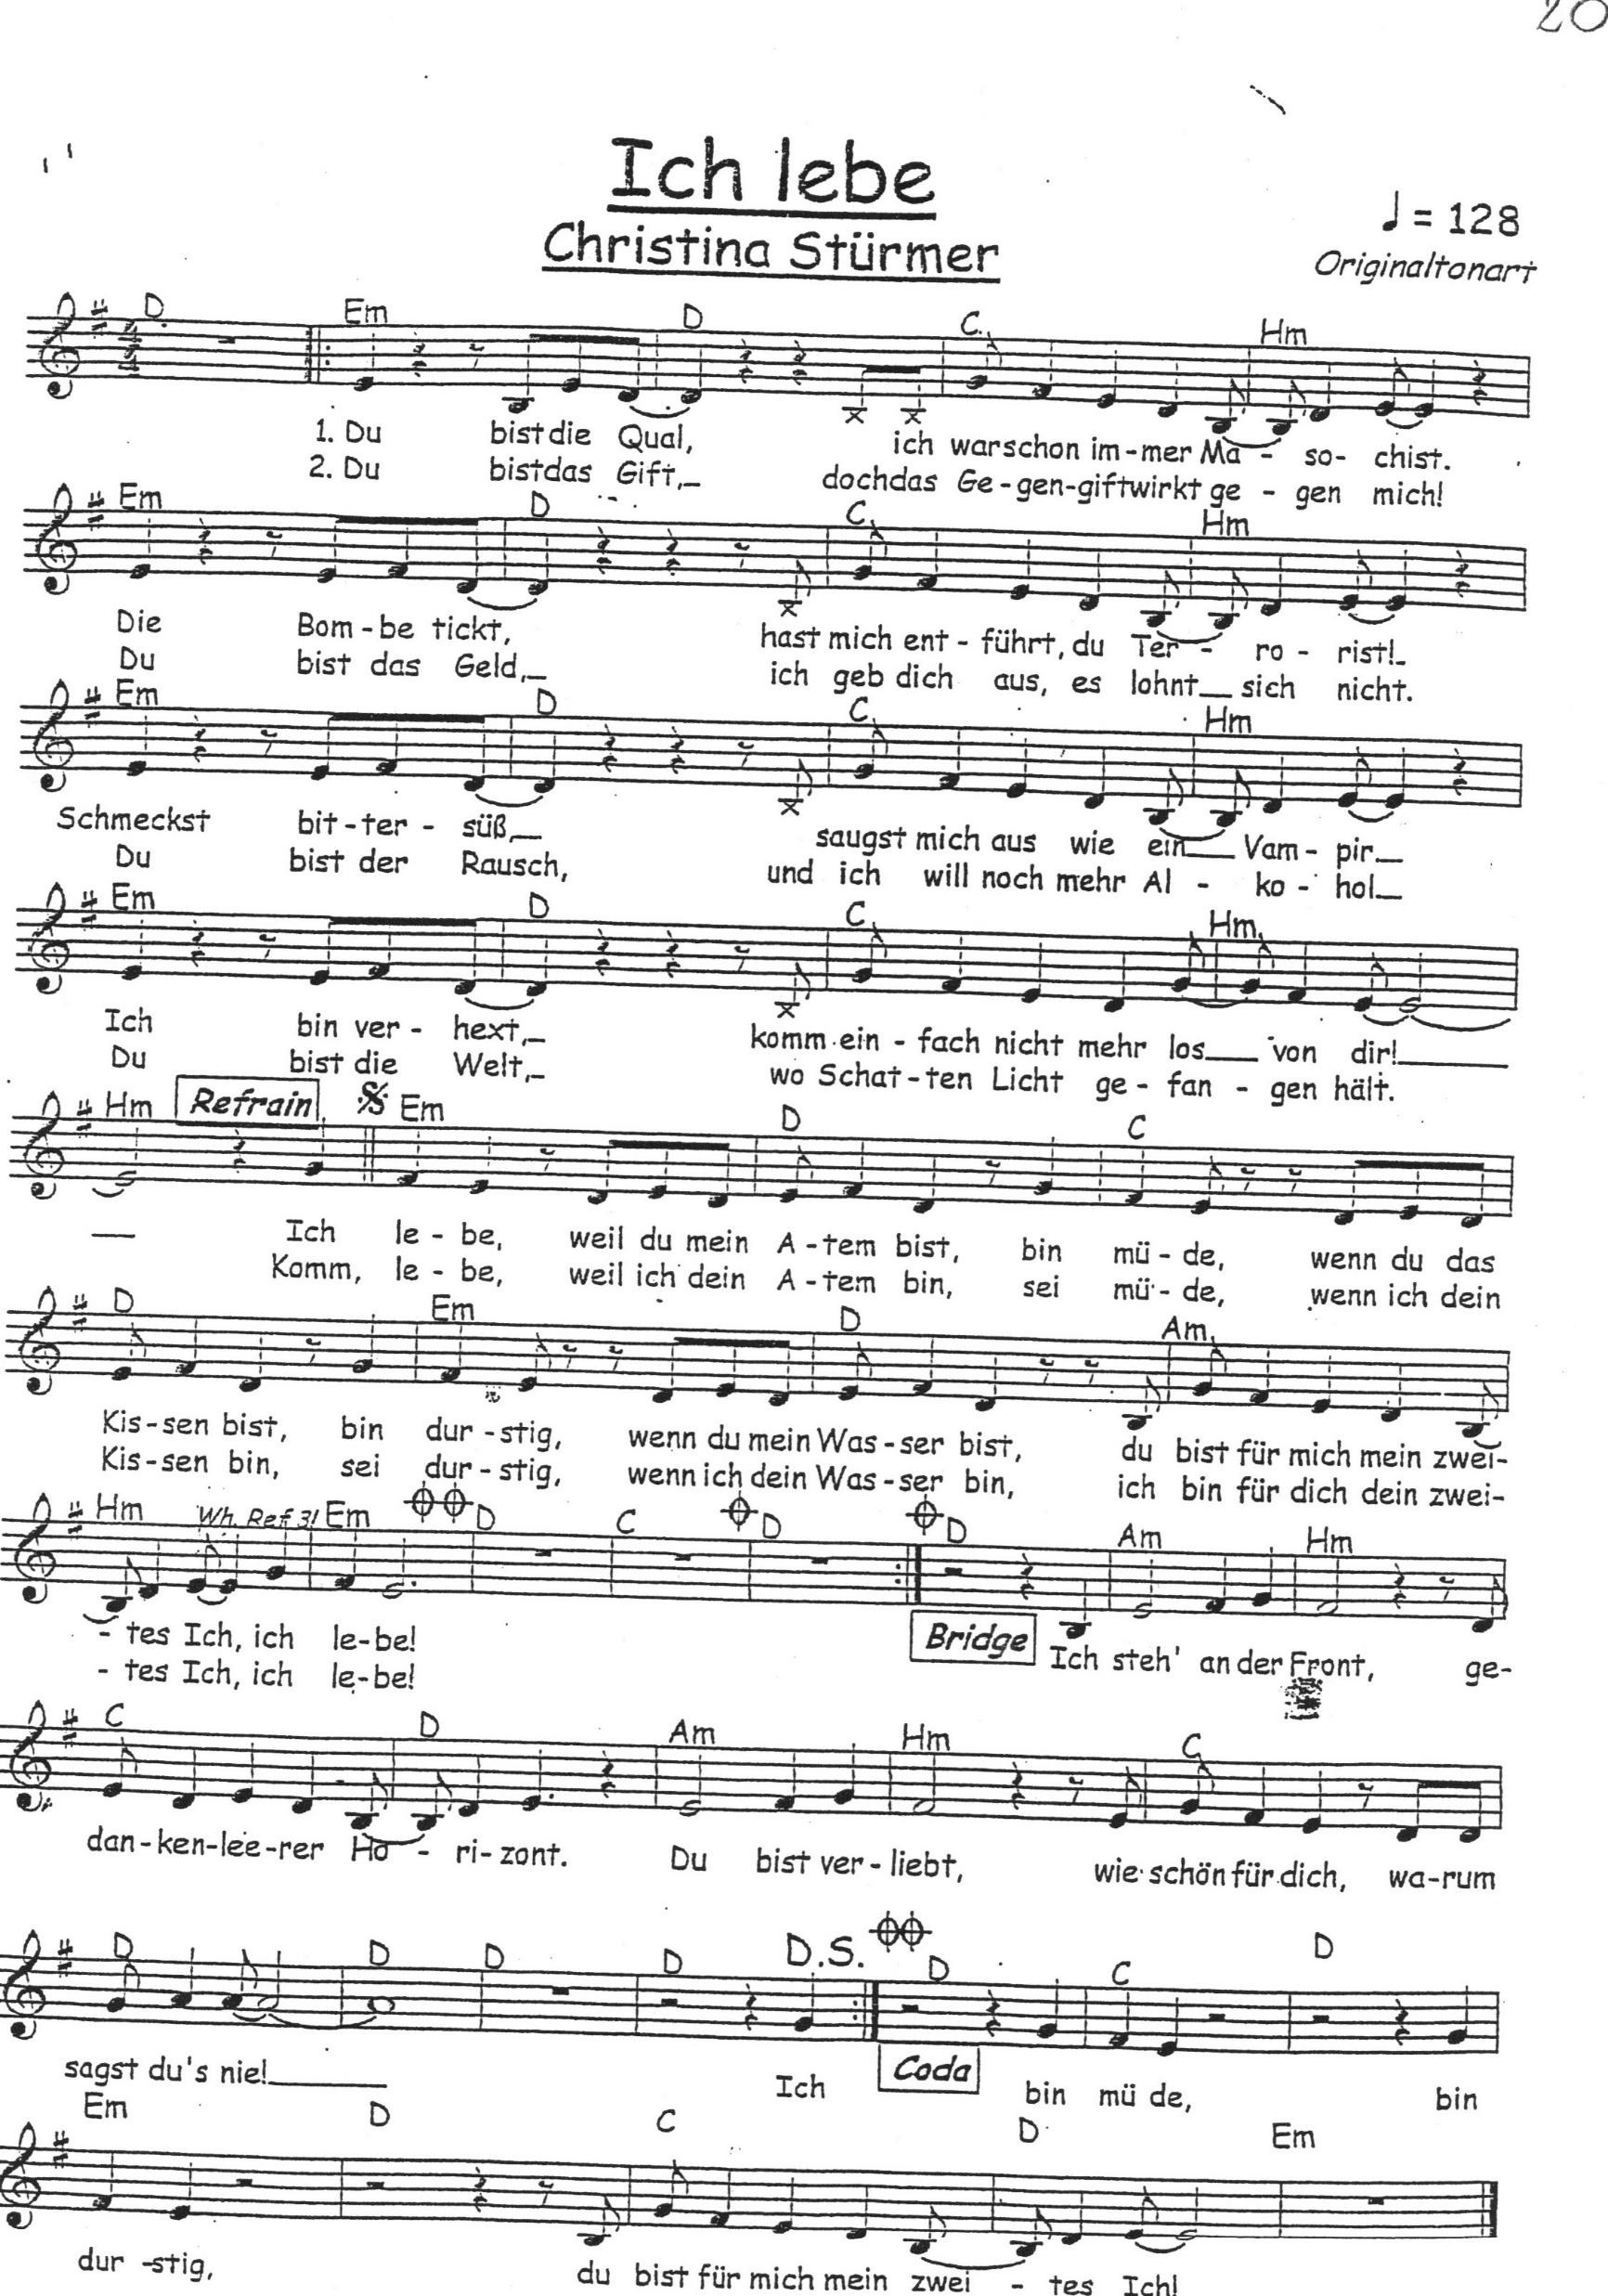 20
Ich lebe
Christina Stürmer
♩ = 128
Originaltonart
D Em D C Hm
1. Du bist die Qual, ich war schon im-mer Ma - so- chist.
2. Du bist das Gift,_ doch das Ge-gen-gift wirkt ge - gen mich!
Em D C Hm
Die Bom-be tickt, hast mich ent-führt, du Ter - ro - rist!_
Du bist das Geld,_ ich geb dich aus, es lohnt_ sich nicht.
Em D C Hm
Schmeckst bit-ter - süß,_ saugst mich aus wie ein_ Vam- pir_
Du bist der Rausch, und ich will noch mehr Al - ko - hol_
Em D C Hm
Ich bin ver - hext,_ komm ein - fach nicht mehr los_ von dir!_
Du bist die Welt,_ wo Schat-ten Licht ge - fan - gen hält.
Hm Refrain Em D C
_ Ich le - be, weil du mein A-tem bist, bin mü-de, wenn du das
Komm, le - be, weil ich dein A-tem bin, sei mü-de, wenn ich dein
D Em D Am
Kis-sen bist, bin dur-stig, wenn du mein Was-ser bist, du bist für mich mein zwei-
Kis-sen bin, sei dur-stig, wenn ich dein Was-ser bin, ich bin für dich dein zwei-
Hm Wh. Ref. 3! Em D C D D Am Hm
- tes Ich, ich le-be! Bridge Ich steh' an der Front, ge-
- tes Ich, ich le-be!
C D Am Hm C
dan-ken-lee-rer Ho - ri-zont. Du bist ver-liebt, wie schön für dich, wa-rum
D D D D D.S. D C D
sagst du's nie!_ Ich Coda bin mü de, bin
Em D C D Em
dur -stig, du bist für mich mein zwei - tes Ich!